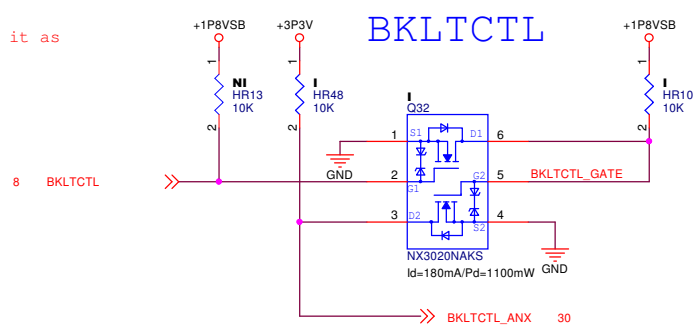 it as
BKLTCTL
+1P8VSB
+3P3V
+1P8VSB
1
NI
HR13
10K
2
1
I
HR48
10K
2
1
I
HR10
10K
2
I
Q32
1
S1
D1
6
GND
8
BKLTCTL
2
G1
G2
5
BKLTCTL_GATE
3
D2
S2
4
GND
NX3020NAKS
Id=180mA/Pd=1100mW
BKLTCTL_ANX
30